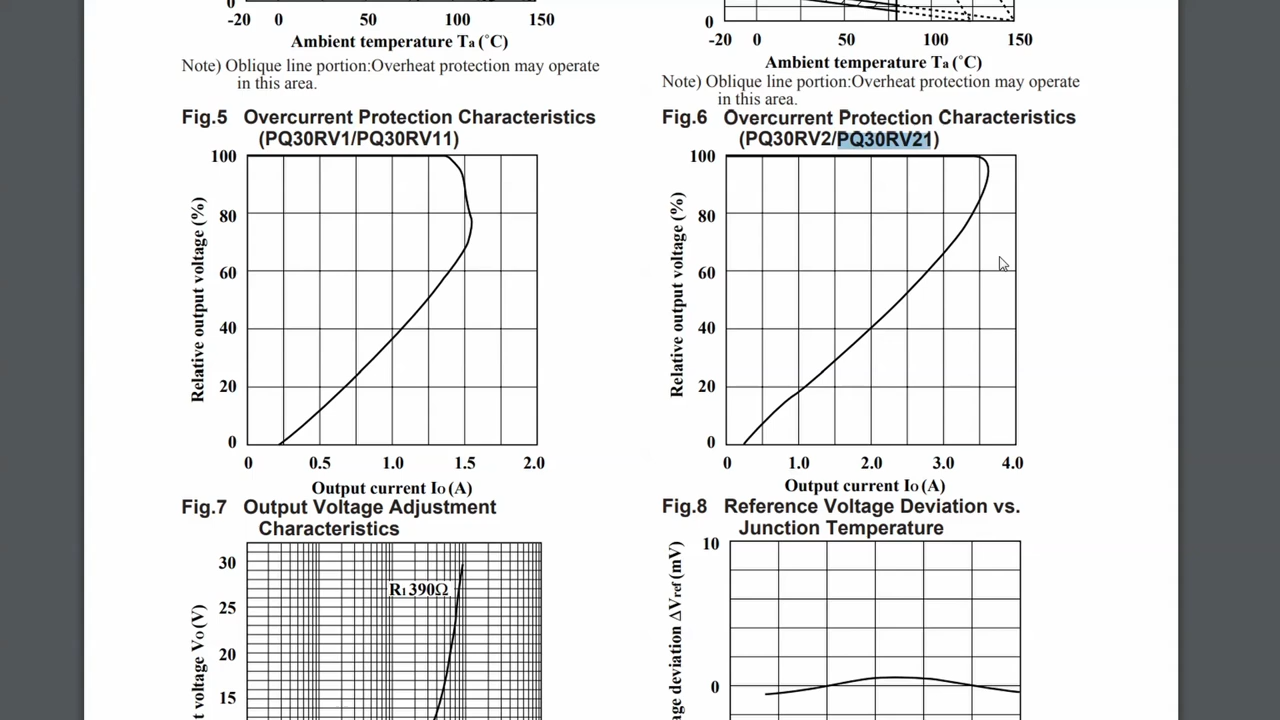 0
-20 0 50 100 150
Ambient temperature Ta (˚C)
Note) Oblique line portion:Overheat protection may operate
in this area.
0
-20 0 50 100 150
Ambient temperature Ta (˚C)
Note) Oblique line portion:Overheat protection may operate
in this area.
Fig.5 Overcurrent Protection Characteristics
(PQ30RV1/PQ30RV11)
100
80
60
40
20
0
Relative output voltage (%)
0 0.5 1.0 1.5 2.0
Output current Io (A)
Fig.6 Overcurrent Protection Characteristics
(PQ30RV2/PQ30RV21)
100
80
60
40
20
0
Relative output voltage (%)
0 1.0 2.0 3.0 4.0
Output current Io (A)
Fig.7 Output Voltage Adjustment
Characteristics
30
25
20
15
t voltage Vo (V)
R1 390Ω
Fig.8 Reference Voltage Deviation vs.
Junction Temperature
10
0
ge deviation ΔVref (mV)